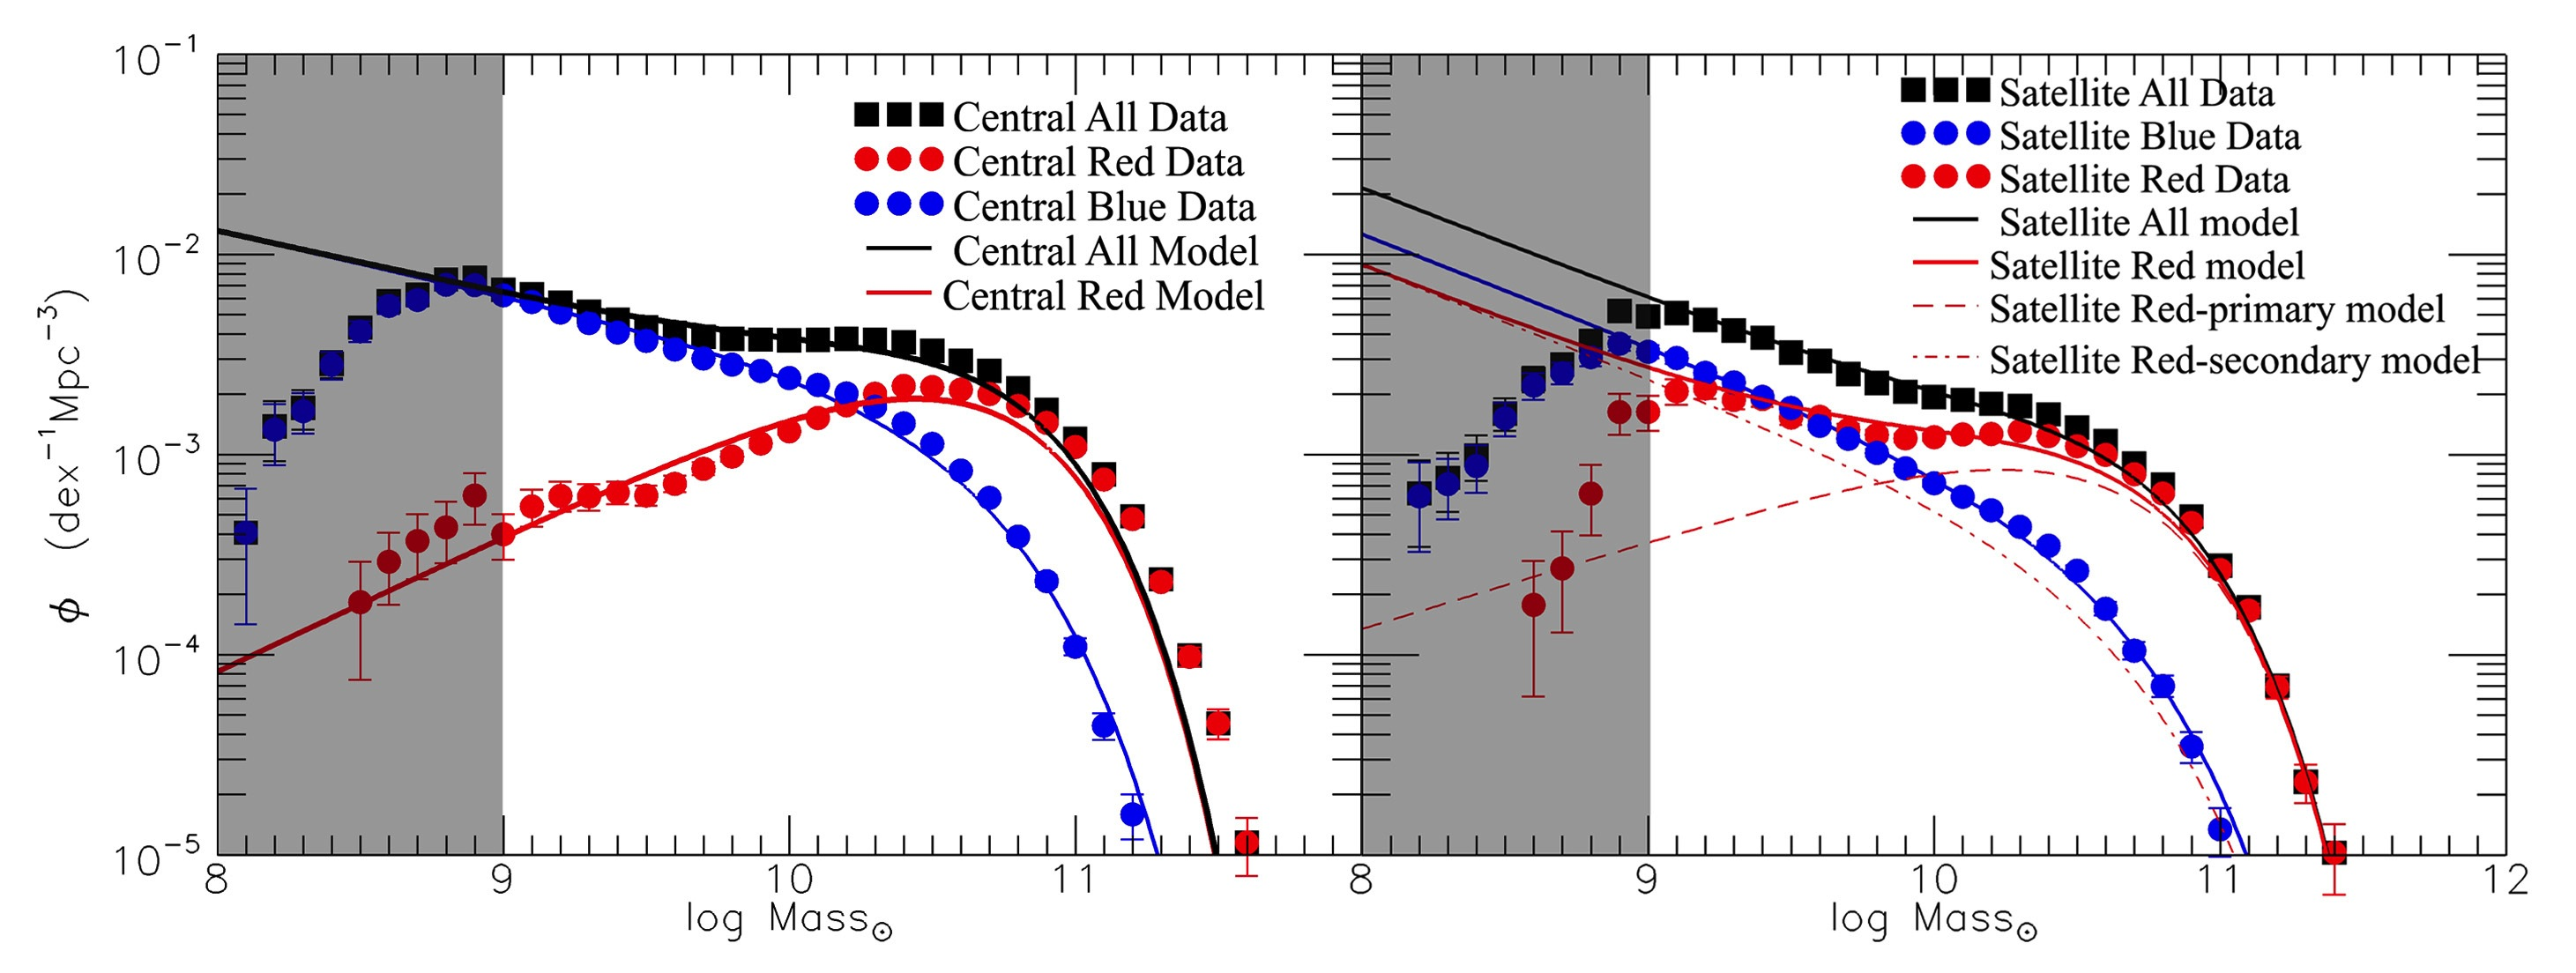 10⁻¹
10⁻²
10⁻³
10⁻⁴
10⁻⁵
ϕ (dex⁻¹Mpc⁻³)
Central All Data
Central Red Data
Central Blue Data
Central All Model
Central Red Model
8 9 10 11
log Mass⊙
Satellite All Data
Satellite Blue Data
Satellite Red Data
Satellite All model
Satellite Red model
Satellite Red-primary model
Satellite Red-secondary model
8 9 10 11 12
log Mass⊙